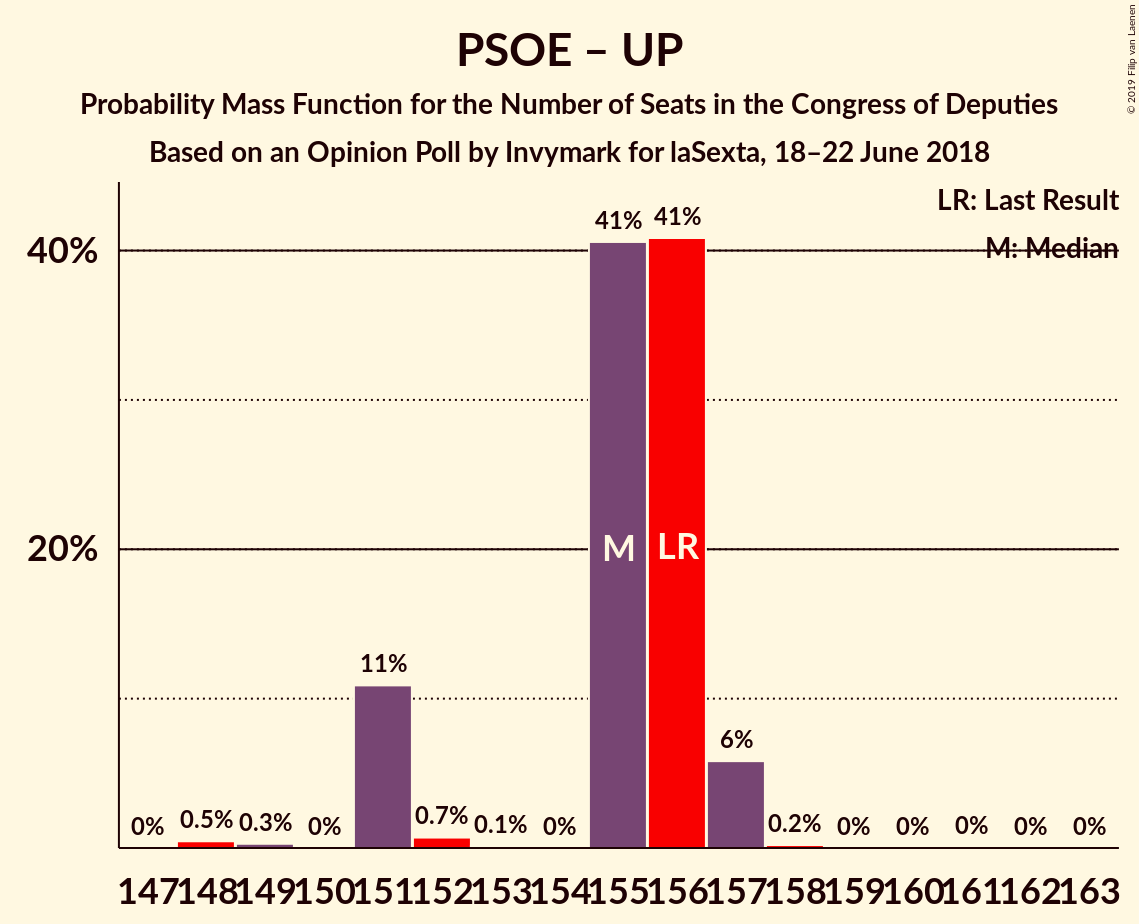 PSOE – UP
Probability Mass Function for the Number of Seats in the Congress of Deputies
Based on an Opinion Poll by Invymark for laSexta, 18–22 June 2018
© 2019 Filip van Laenen
LR: Last Result
M: Median
40%
20%
0% 0.5% 0.3% 0% 11% 0.7% 0.1% 0% 41% 41% 6% 0.2% 0% 0% 0% 0% 0%
M LR
147 148 149 150 151 152 153 154 155 156 157 158 159 160 161 162 163